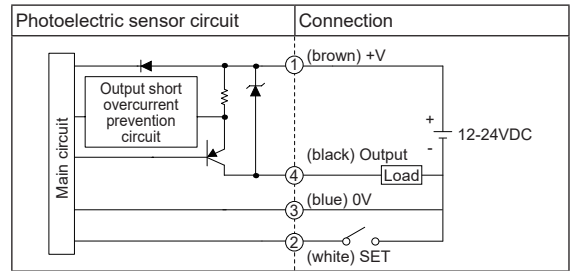 Photoelectric sensor circuit
Connection
Main circuit
Output short
overcurrent
prevention
circuit
1
(brown) +V
+
-
12-24VDC
(black) Output
4
Load
3
(blue) 0V
2
(white) SET